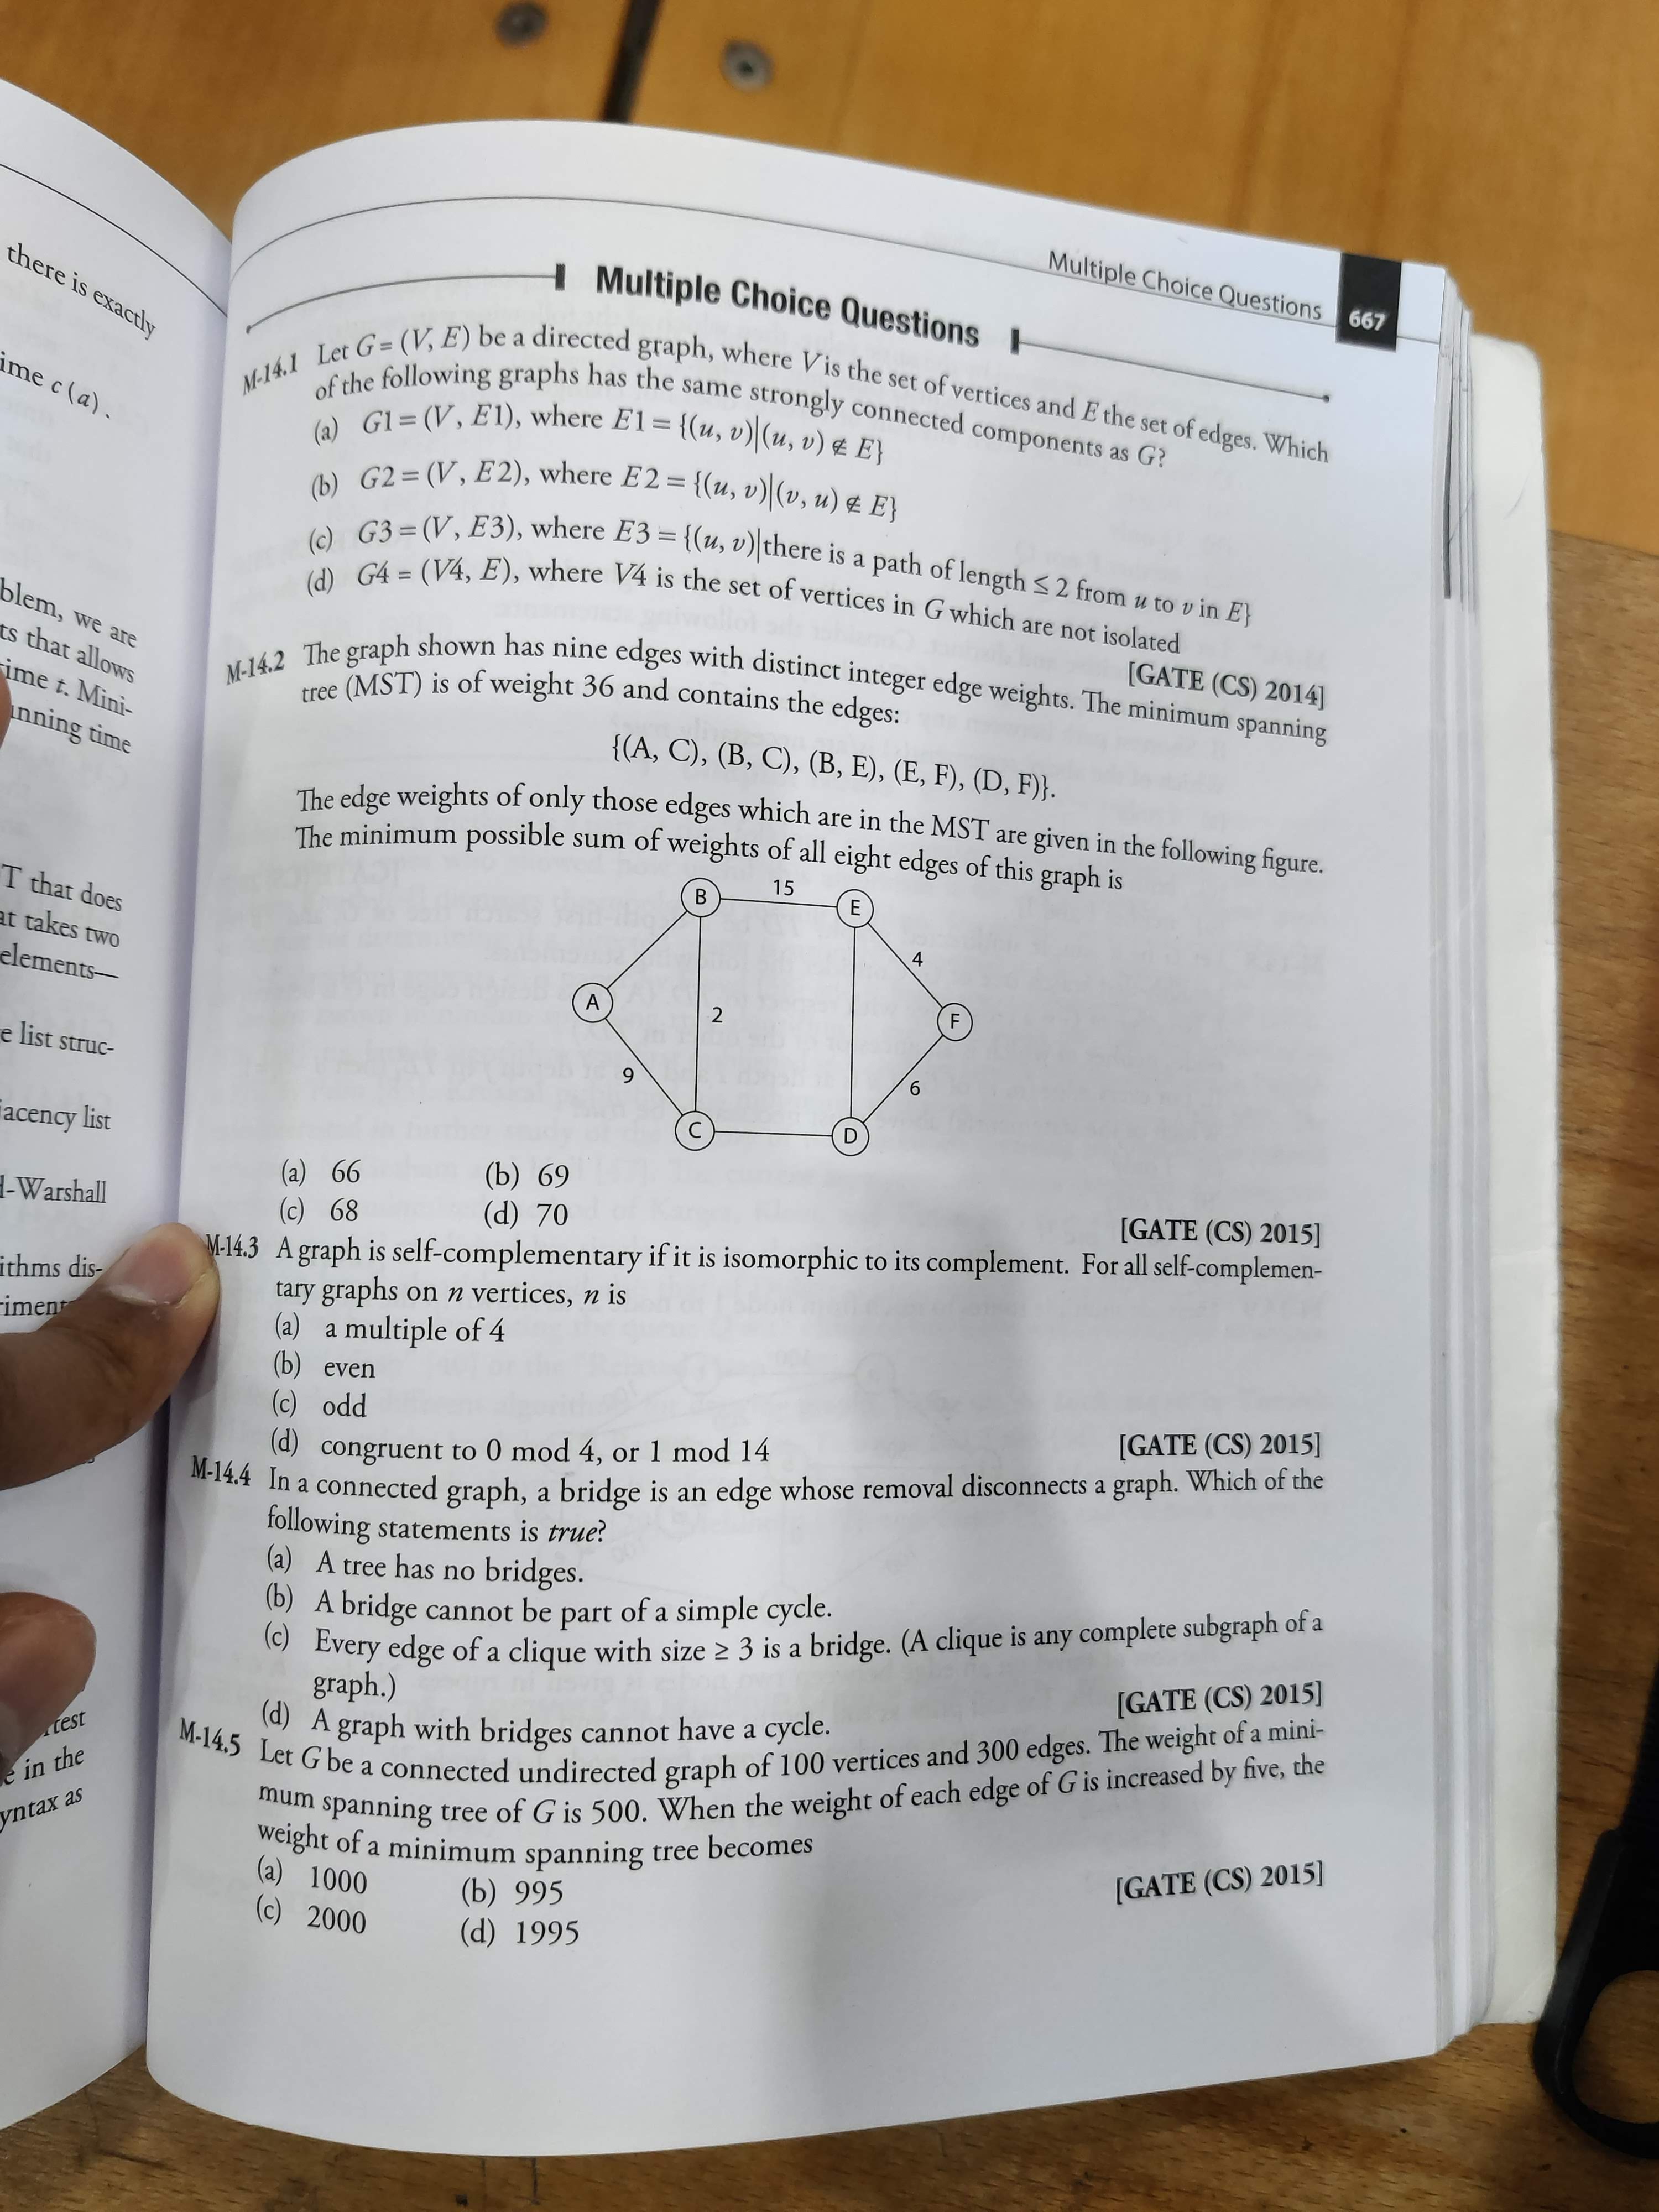 there is exactly
ime c (a) .
blem, we are
ts that allows
ime t. Mini-
unning time
T that does
at takes two
elements—
e list struc-
jacency list
l-Warshall
ithms dis-
riment
test
e in the
yntax as
Multiple Choice Questions 667
Multiple Choice Questions
M-14.1 Let G = (V, E) be a directed graph, where V is the set of vertices and E the set of edges. Which
of the following graphs has the same strongly connected components as G?
(a) G1 = (V, E1), where E1 = {(u, v)|(u, v) ∉ E}
(b) G2 = (V, E2), where E2 = {(u, v)|(v, u) ∉ E}
(c) G3 = (V, E3), where E3 = {(u, v)|there is a path of length ≤ 2 from u to v in E}
(d) G4 = (V4, E), where V4 is the set of vertices in G which are not isolated
[GATE (CS) 2014]
M-14.2 The graph shown has nine edges with distinct integer edge weights. The minimum spanning
tree (MST) is of weight 36 and contains the edges:
{(A, C), (B, C), (B, E), (E, F), (D, F)}.
The edge weights of only those edges which are in the MST are given in the following figure.
The minimum possible sum of weights of all eight edges of this graph is
B 15 E
4
A 2 F
9 6
C D
(a) 66 (b) 69
(c) 68 (d) 70
[GATE (CS) 2015]
M-14.3 A graph is self-complementary if it is isomorphic to its complement. For all self-complemen-
tary graphs on n vertices, n is
(a) a multiple of 4
(b) even
(c) odd
(d) congruent to 0 mod 4, or 1 mod 14 [GATE (CS) 2015]
M-14.4 In a connected graph, a bridge is an edge whose removal disconnects a graph. Which of the
following statements is true?
(a) A tree has no bridges.
(b) A bridge cannot be part of a simple cycle.
(c) Every edge of a clique with size ≥ 3 is a bridge. (A clique is any complete subgraph of a
graph.)
(d) A graph with bridges cannot have a cycle. [GATE (CS) 2015]
M-14.5 Let G be a connected undirected graph of 100 vertices and 300 edges. The weight of a mini-
mum spanning tree of G is 500. When the weight of each edge of G is increased by five, the
weight of a minimum spanning tree becomes
(a) 1000 (b) 995
(c) 2000 (d) 1995
[GATE (CS) 2015]